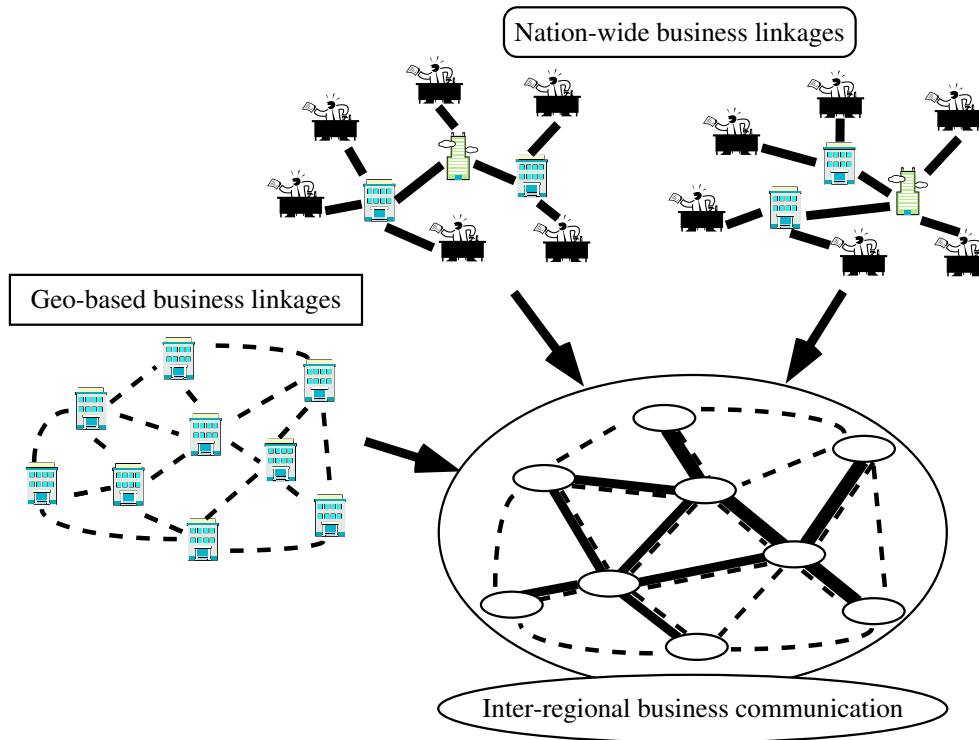 Nation-wide business linkages
Geo-based business linkages
Inter-regional business communication